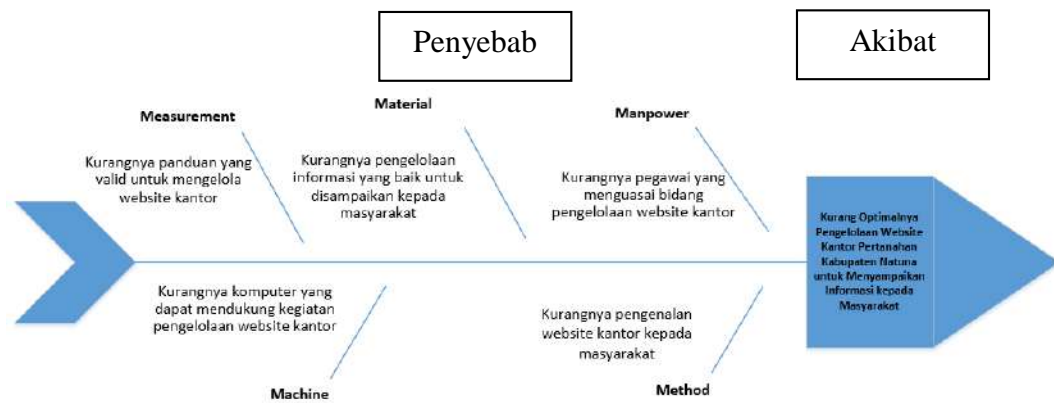 Penyebab
Akibat
Measurement
Kurangnya panduan yang
valid untuk mengelola
website kantor
Material
Kurangnya pengelolaan
informasi yang baik untuk
disampaikan kepada
masyarakat
Manpower
Kurangnya pegawai yang
menguasai bidang
pengelolaan website kantor
Kurang Optimalnya
Pengelolaan Website
Kantor Pertanahan
Kabupaten Natuna
untuk Menyampaikan
Informasi kepada
Masyarakat
Kurangnya komputer yang
dapat mendukung kegiatan
pengelolaan website kantor
Machine
Kurangnya pengenalan
website kantor kepada
masyarakat
Method